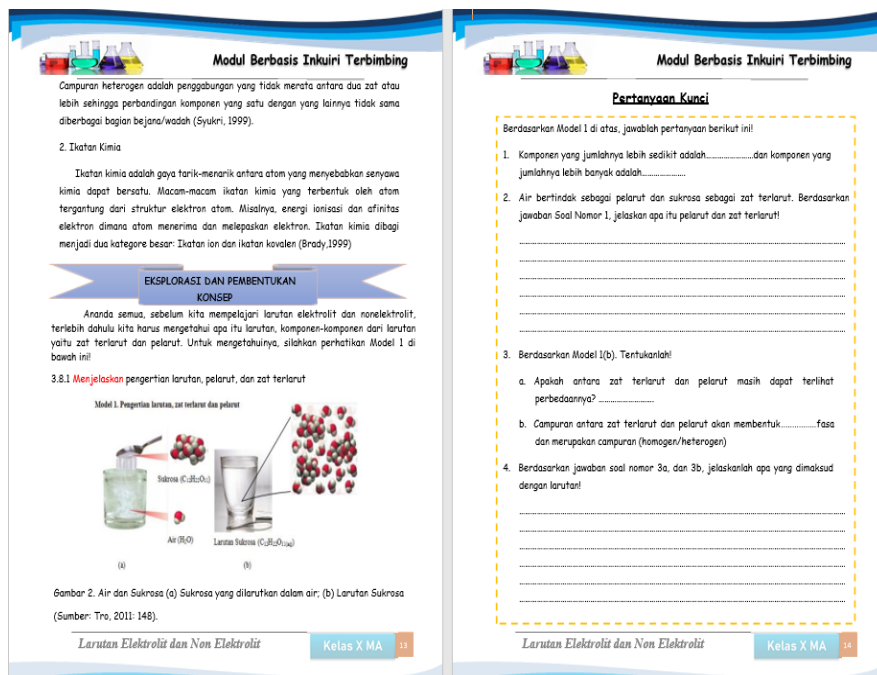 Modul Berbasis Inkuiri Terbimbing
Campuran heterogen adalah penggabungan yang tidak merata antara dua zat atau
lebih sehingga perbandingan komponen yang satu dengan yang lainnya tidak sama
diberbagai bagian bejana/wadah (Syukri, 1999).
2. Ikatan Kimia
Ikatan kimia adalah gaya tarik-menarik antara atom yang menyebabkan senyawa
kimia dapat bersatu. Macam-macam ikatan kimia yang terbentuk oleh atom
tergantung dari struktur elektron atom. Misalnya, energi ionisasi dan afinitas
elektron dimana atom menerima dan melepaskan elektron. Ikatan kimia dibagi
menjadi dua kategore besar: Ikatan ion dan ikatan kovalen (Brady,1999)
EKSPLORASI DAN PEMBENTUKAN
KONSEP
Ananda semua, sebelum kita mempelajari larutan elektrolit dan nonelektrolit,
terlebih dahulu kita harus mengetahui apa itu larutan, komponen-komponen dari larutan
yaitu zat terlarut dan pelarut. Untuk mengetahuinya, silahkan perhatikan Model 1 di
bawah ini!
3.8.1 Menjelaskan pengertian larutan, pelarut, dan zat terlarut
Model 1. Pengertian larutan, zat terlarut dan pelarut
Sukrosa (C₁₂H₂₂O₁₁)
Air (H₂O)
Larutan Sukrosa (C₁₂H₂₂O₁₁(aq))
(a)
(b)
Gambar 2. Air dan Sukrosa (a) Sukrosa yang dilarutkan dalam air; (b) Larutan Sukrosa
(Sumber: Tro, 2011: 148).
Larutan Elektrolit dan Non Elektrolit
Kelas X MA
13
Modul Berbasis Inkuiri Terbimbing
Pertanyaan Kunci
Berdasarkan Model 1 di atas, jawablah pertanyaan berikut ini!
1. Komponen yang jumlahnya lebih sedikit adalah........................dan komponen yang
jumlahnya lebih banyak adalah......................
2. Air bertindak sebagai pelarut dan sukrosa sebagai zat terlarut. Berdasarkan
jawaban Soal Nomor 1, jelaskan apa itu pelarut dan zat terlarut!
3. Berdasarkan Model 1(b). Tentukanlah!
a. Apakah antara zat terlarut dan pelarut masih dapat terlihat
perbedaannya? ............................
b. Campuran antara zat terlarut dan pelarut akan membentuk..................fasa
dan merupakan campuran (homogen/heterogen)
4. Berdasarkan jawaban soal nomor 3a, dan 3b, jelaskanlah apa yang dimaksud
dengan larutan!
Larutan Elektrolit dan Non Elektrolit
Kelas X MA
14